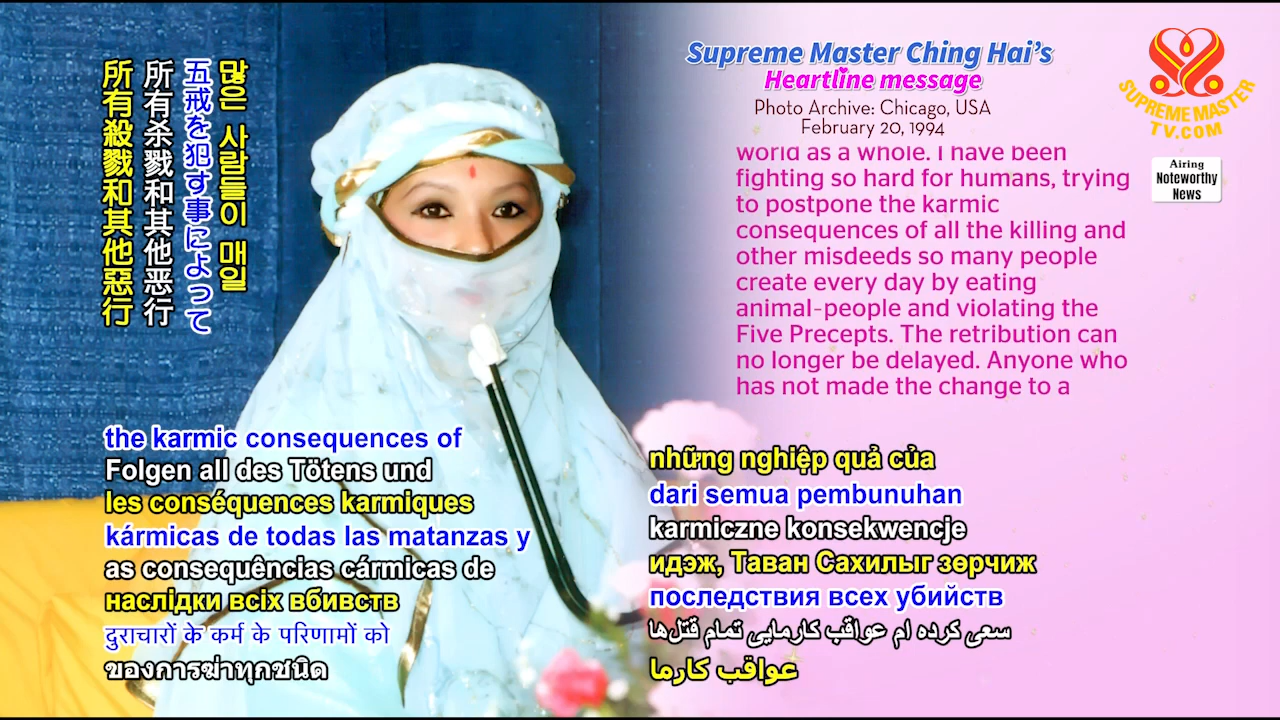 많은 사람들이 매일
五戒を犯す事によって
所有杀戮和其他恶行
所有殺戮和其他惡行
Supreme Master Ching Hai's
Heartline message
Photo Archive: Chicago, USA
February 20, 1994
world as a whole. I have been
fighting so hard for humans, trying
to postpone the karmic
consequences of all the killing and
other misdeeds so many people
create every day by eating
animal-people and violating the
Five Precepts. The retribution can
no longer be delayed. Anyone who
has not made the change to a
SUPREME MASTER
TV.COM
Airing
Noteworthy
News
the karmic consequences of
Folgen all des Tötens und
les conséquences karmiques
kármicas de todas las matanzas y
as consequências cármicas de
наслідки всіх вбивств
दुराचारों के कर्म के परिणामों को
ของการฆ่าทุกชนิด
những nghiệp quả của
dari semua pembunuhan
karmiczne konsekwencje
идэж, Таван Сахилыг зөрчиж
последствия всех убийств
سعی کرده ام عواقب کارمایی تمام قتل‌ها
عواقب كارما